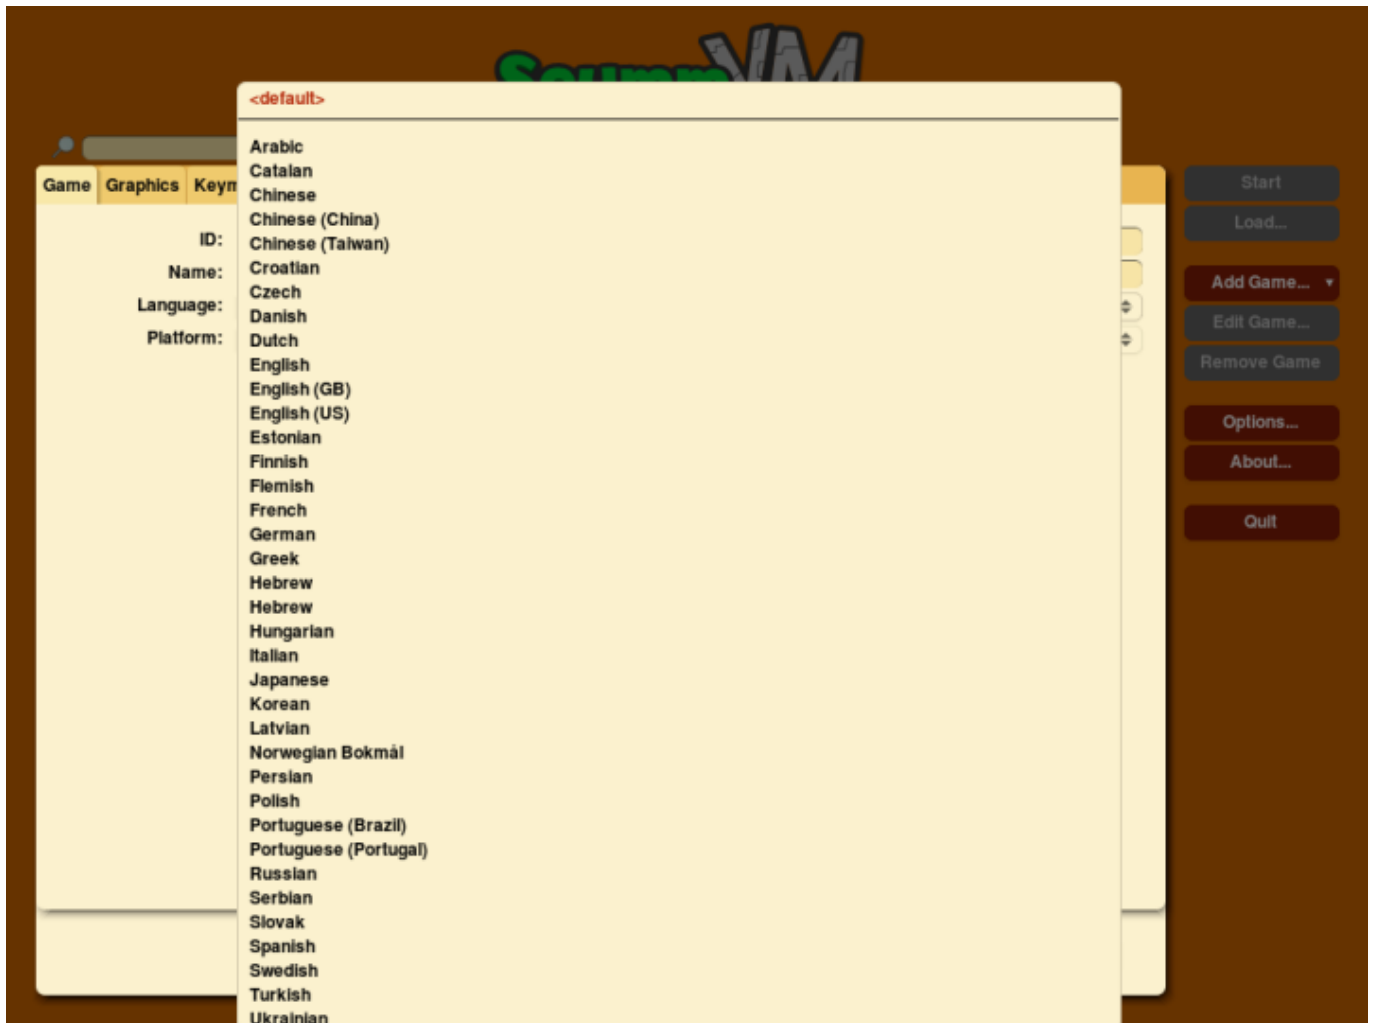 ScummVM
<default>
Arabic
Catalan
Chinese
Chinese (China)
Chinese (Taiwan)
Croatian
Czech
Danish
Dutch
English
English (GB)
English (US)
Estonian
Finnish
Flemish
French
German
Greek
Hebrew
Hebrew
Hungarian
Italian
Japanese
Korean
Latvian
Norwegian Bokmål
Persian
Polish
Portuguese (Brazil)
Portuguese (Portugal)
Russian
Serbian
Slovak
Spanish
Swedish
Turkish
Ukrainian
Game Graphics Keym
ID:
Name:
Language:
Platform:
Start
Load...
Add Game...
Edit Game...
Remove Game
Options...
About...
Quit